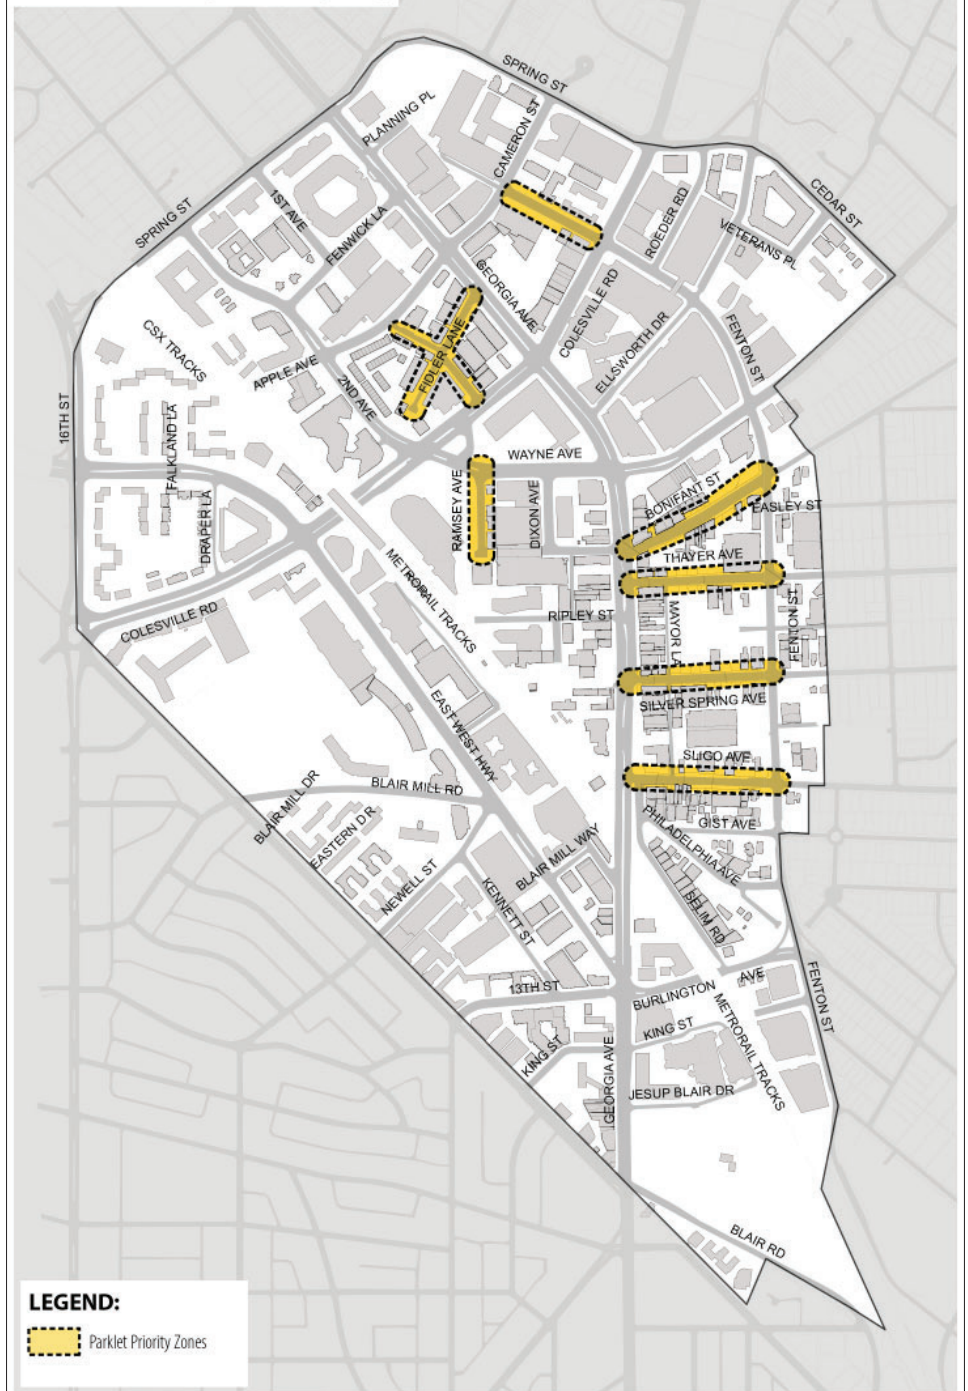 SPRING ST
PLANNING PL
CAMERON ST
CEDAR ST
SPRING ST
1ST AVE
FENWICK LA
ROEDER RD
VETERANS PL
GEORGIA AVE
COLESVILLE RD
ELLSWORTH DR
FENTON ST
CSX TRACKS
APPLE AVE
FIDLER LANE
2ND AVE
16TH ST
FALKLAND LA
DRAPER LA
WAYNE AVE
RAMSEY AVE
DIXON AVE
BONIFANT ST
EASLEY ST
THAYER AVE
METRORAIL TRACKS
RIPLEY ST
MAYOR LA
FENTON ST
COLESVILLE RD
SILVER SPRING AVE
EAST WEST HWY
SLIGO AVE
BLAIR MILL DR
BLAIR MILL RD
EASTERN DR
GIST AVE
PHILADELPHIA AVE
BLAIR MILL WAY
NEWELL ST
KENNETT ST
SELIM RD
13TH ST
BURLINGTON AVE
FENTON ST
KING ST
KING ST
METRORAIL TRACKS
GEORGIA AVE
JESUP BLAIR DR
BLAIR RD
LEGEND:
Parklet Priority Zones